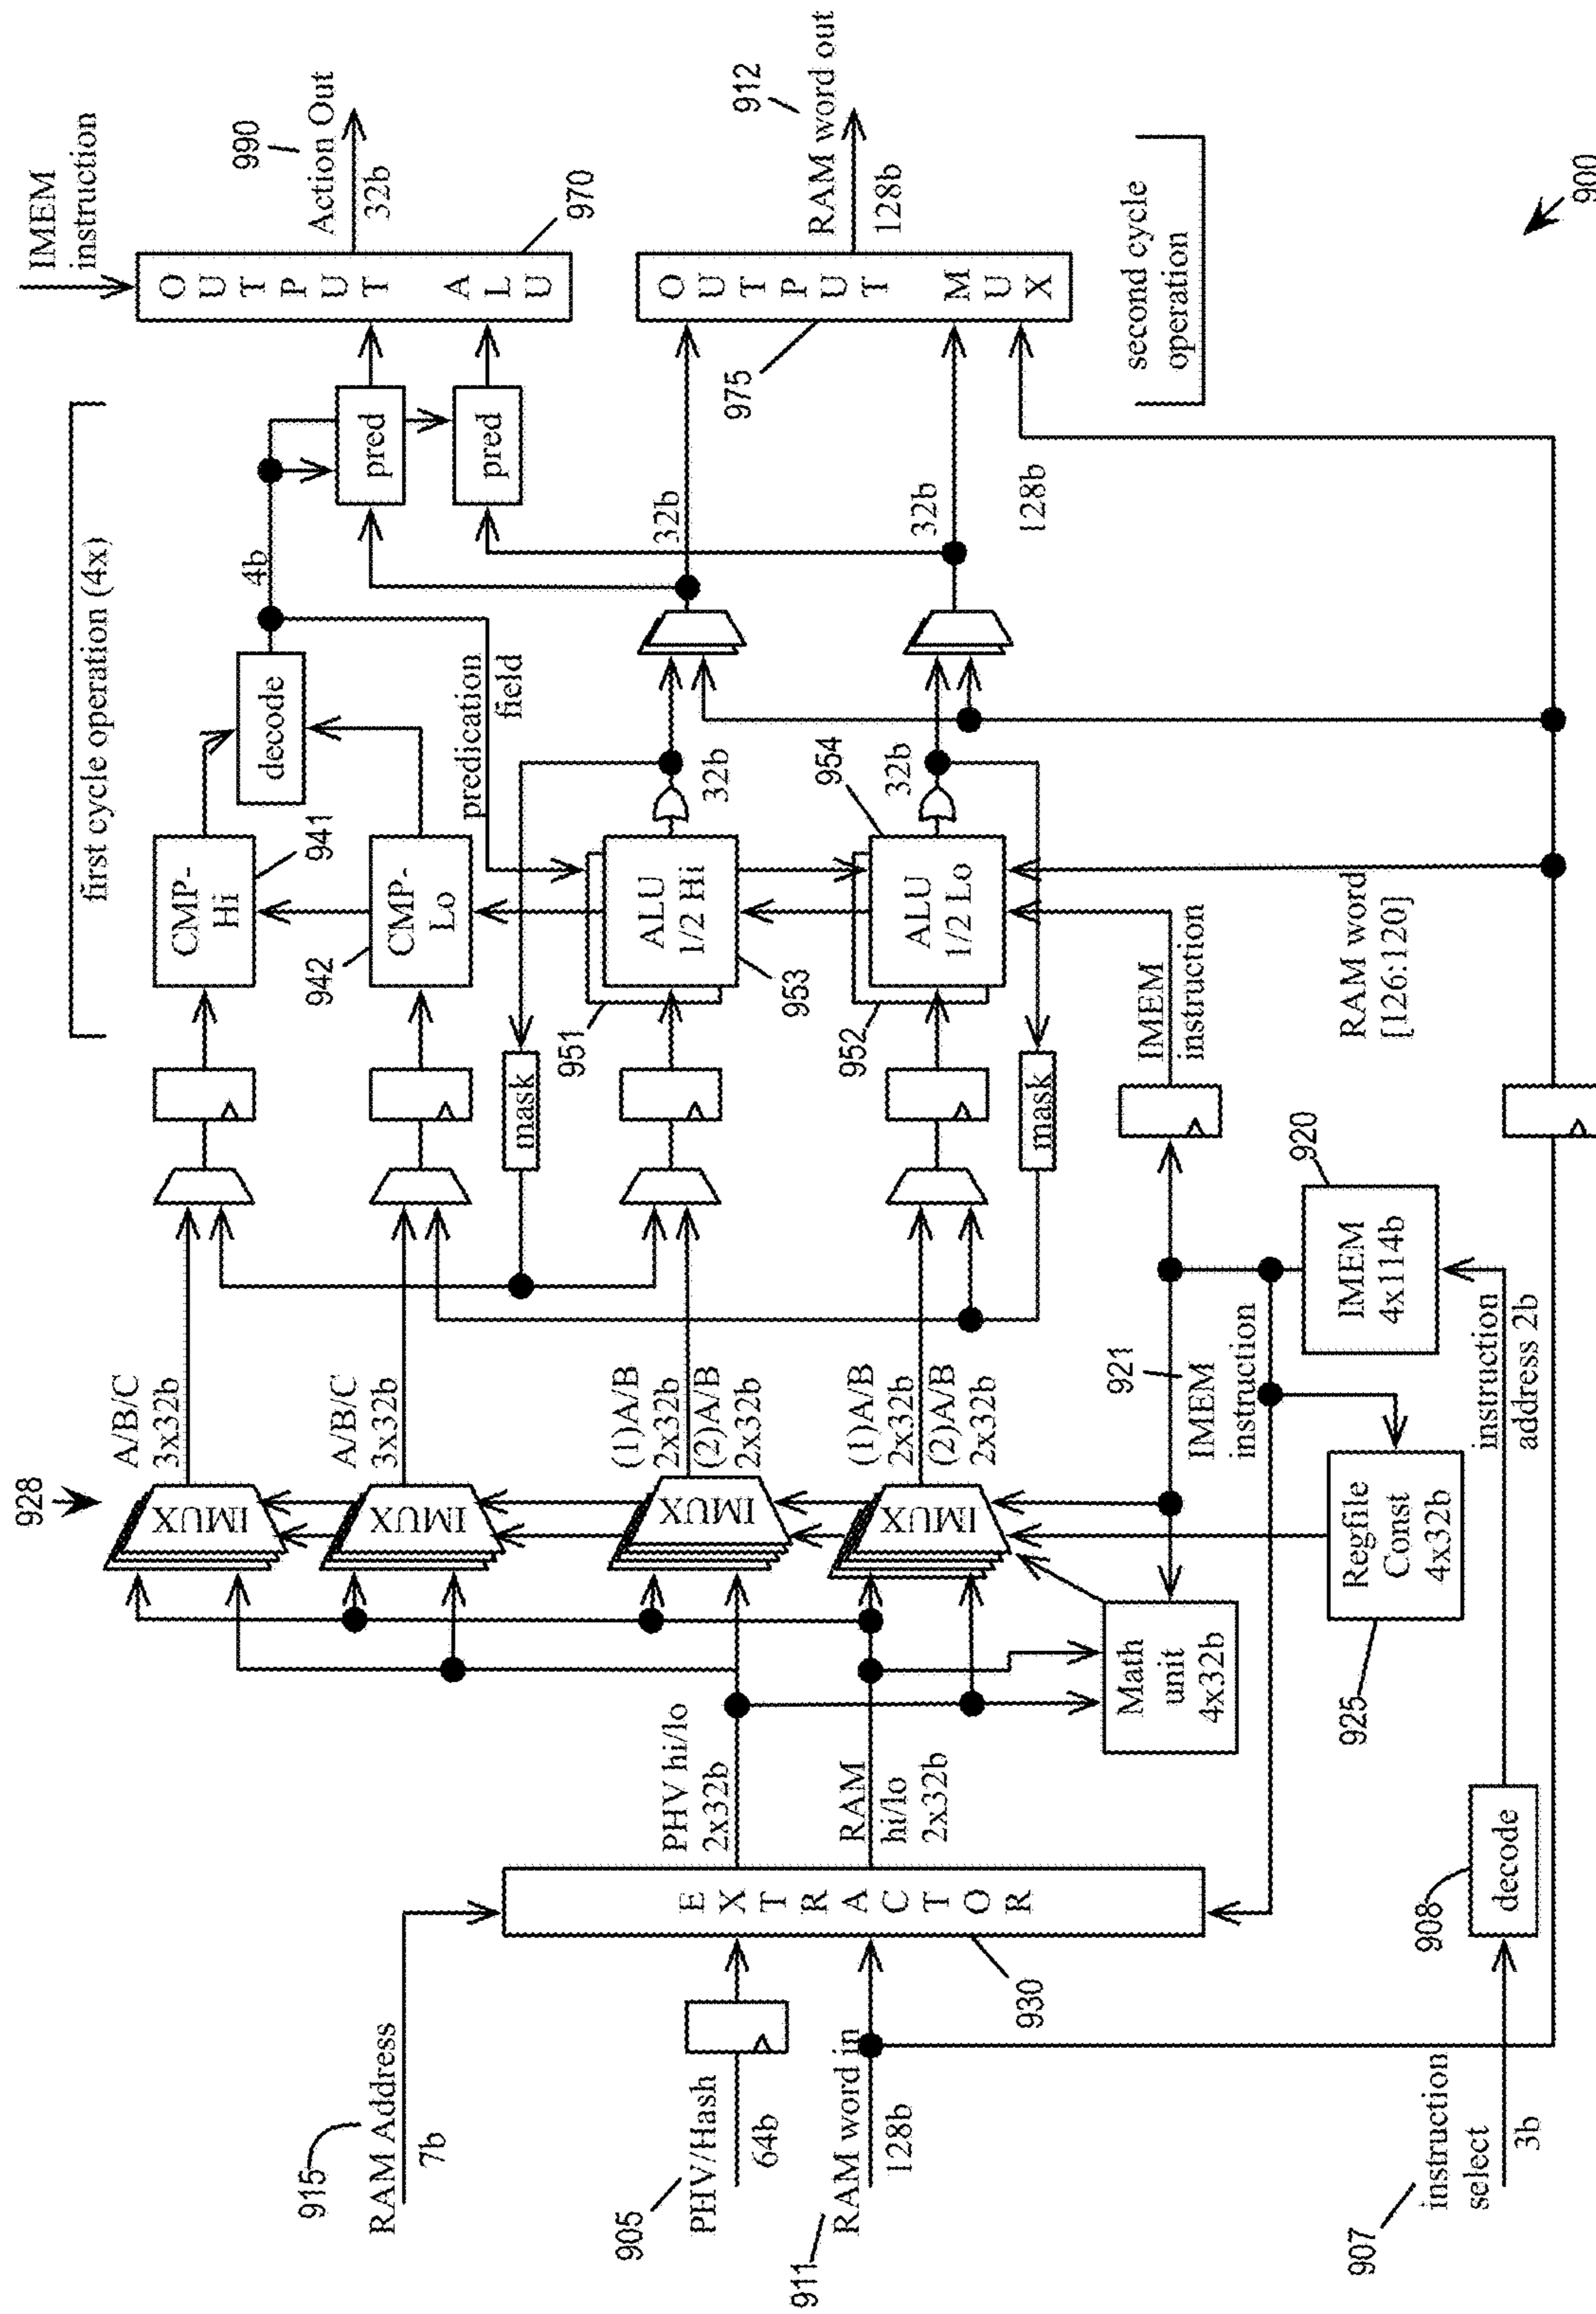 900
first cycle operation (4x)
second cycle
operation
IMEM
instruction
990
Action Out
32b
970
OUTPUT ALU
912
RAM word out
128b
OUTPUT MUX
975
pred
pred
4b
32b
32b
128b
decode
predication
field
CMP-
Hi
941
CMP-
Lo
942
ALU
1/2 Hi
951
953
32b
ALU
1/2 Lo
952
954
32b
mask
mask
IMEM
instruction
RAM word
[126:120]
928
A/B/C
3x32b
A/B/C
3x32b
(1)A/B
2x32b
(2)A/B
2x32b
(1)A/B
2x32b
(2)A/B
2x32b
IMUX
IMUX
IMUX
IMUX
921
IMEM
instruction
920
IMEM
4x114b
Regfile
Const
4x32b
925
instruction
address 2b
Math
unit
4x32b
PHV hi/lo
2x32b
RAM
hi/lo
2x32b
EXTRACTOR
930
908
decode
915
RAM Address
7b
905
PHV/Hash
64b
911
RAM word in
128b
907
instruction
select
3b